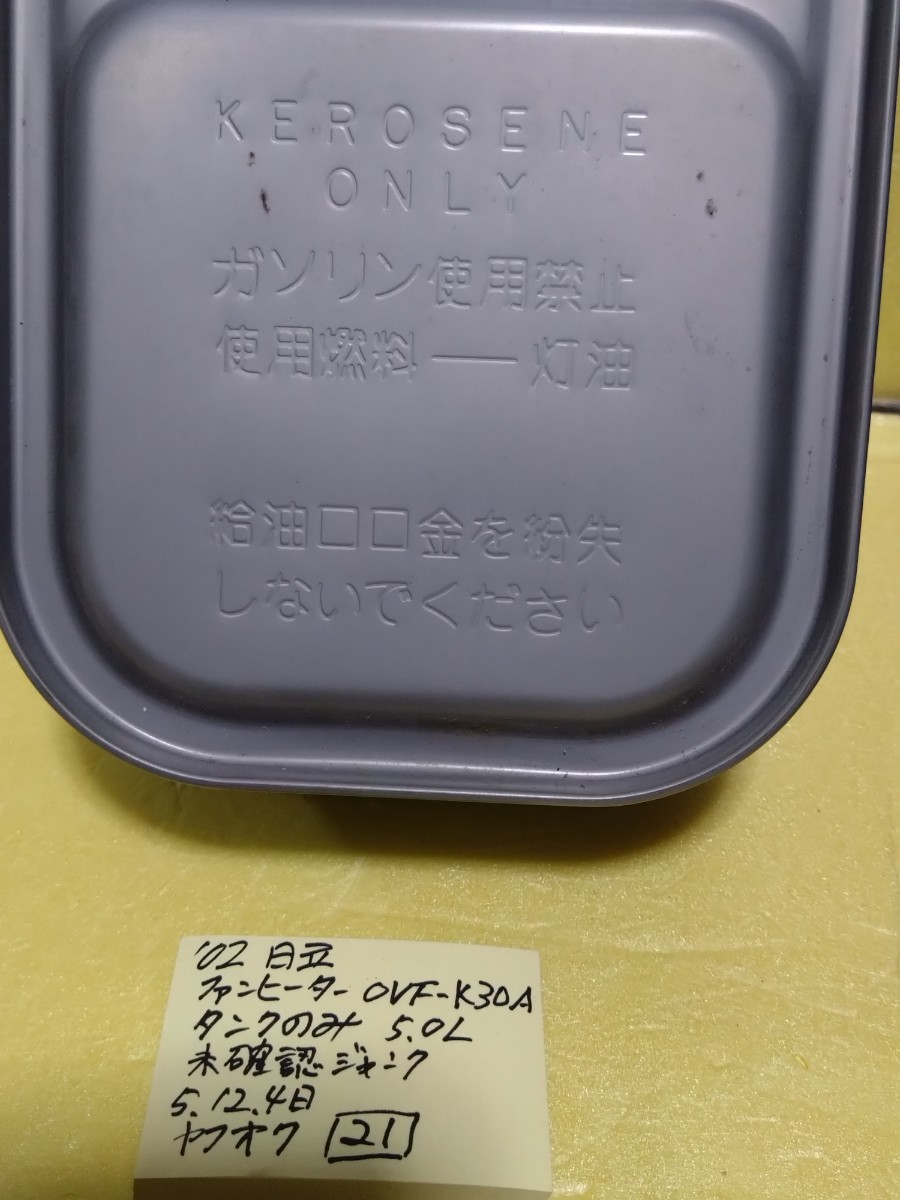 KEROSENE
ONLY
ガソリン使用禁止
使用燃料──灯油
給油口口金を紛失
しないでください
'02 日立
ファンヒーター OVF-K30A
タンクのみ 5.0L
未確認ジャンク
5.12.4日
ヤフオク 21